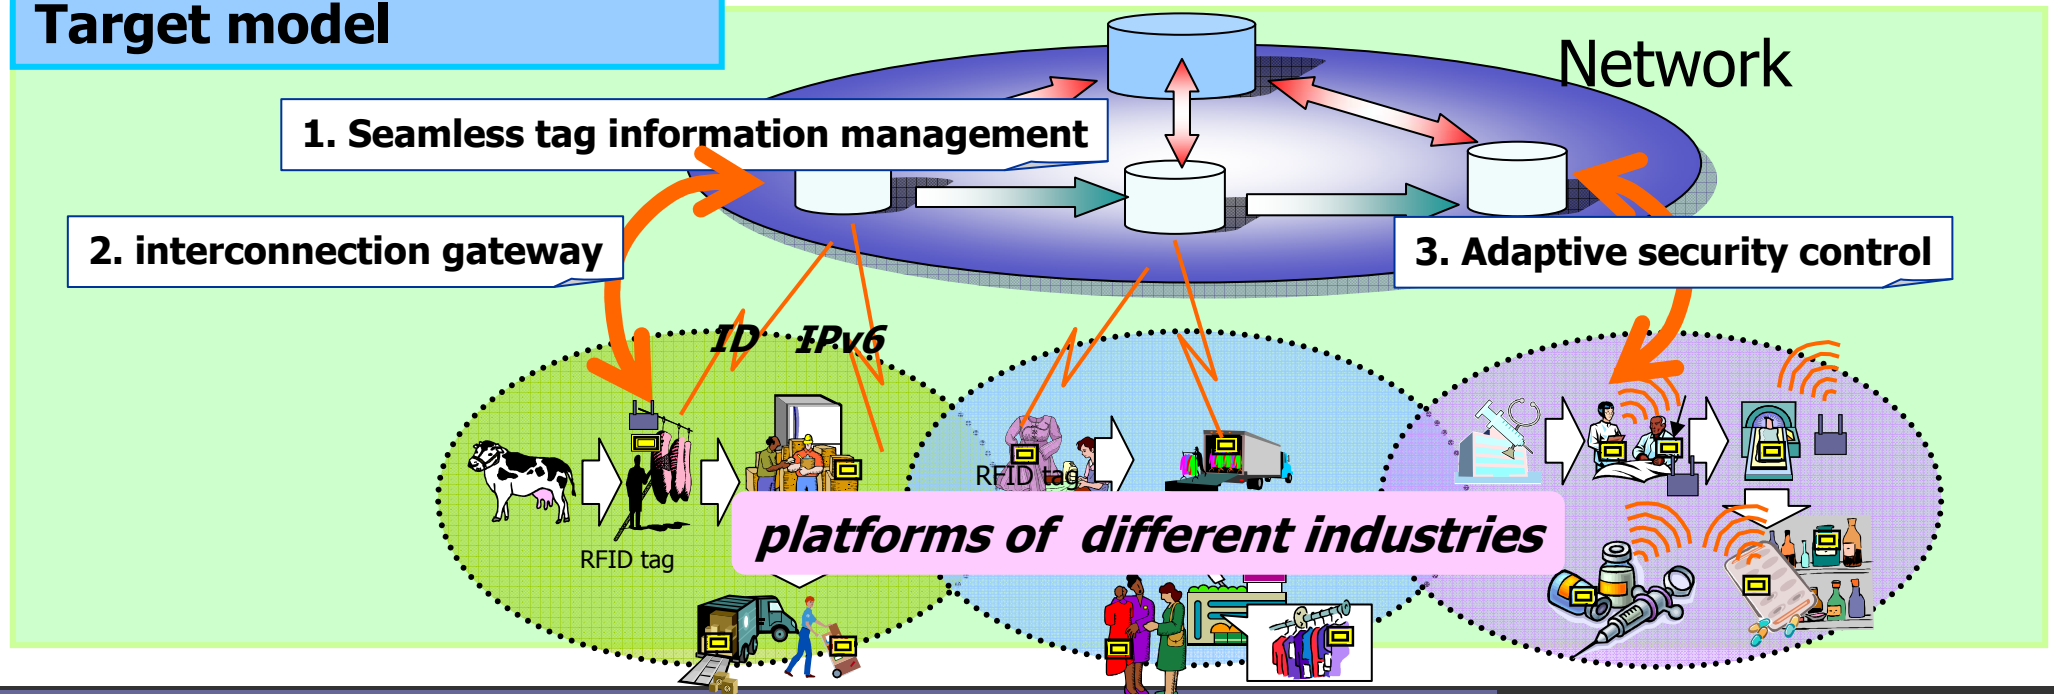 Target model
Network
1. Seamless tag information management
2. interconnection gateway
3. Adaptive security control
ID IPv6
RFID tag
platforms of different industries
RFID tag